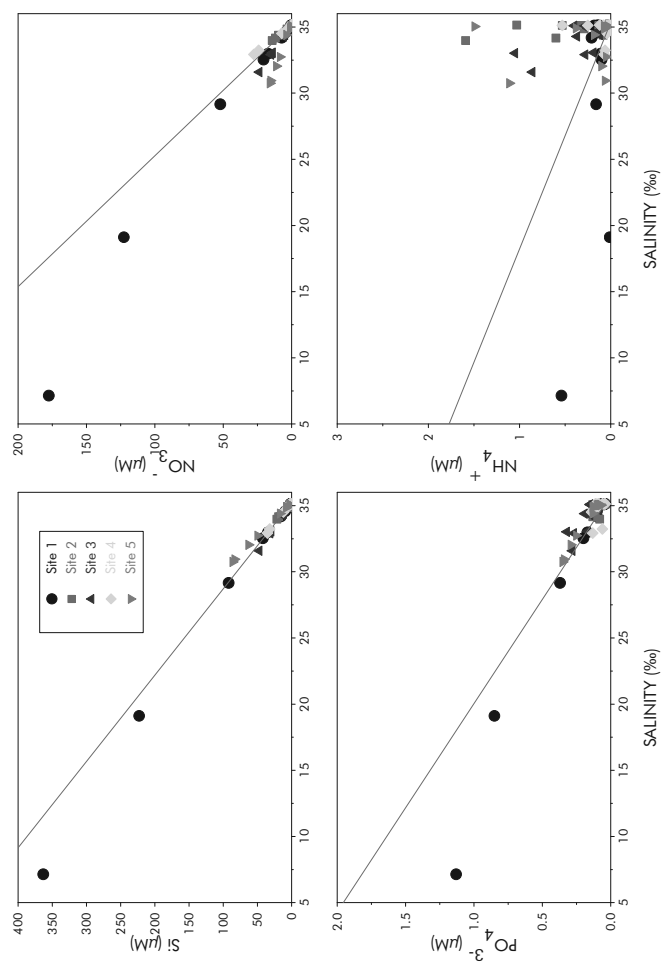 Si (µM)
400
350
300
250
200
150
100
50
0
5 10 15 20 25 30 35
Site 1
Site 2
Site 3
Site 4
Site 5
NO3- (µM)
200
150
100
50
0
5 10 15 20 25 30 35
PO4 3- (µM)
2.0
1.5
1.0
0.5
0.0
5 10 15 20 25 30 35
SALINITY (‰)
NH4+ (µM)
3
2
1
0
5 10 15 20 25 30 35
SALINITY (‰)